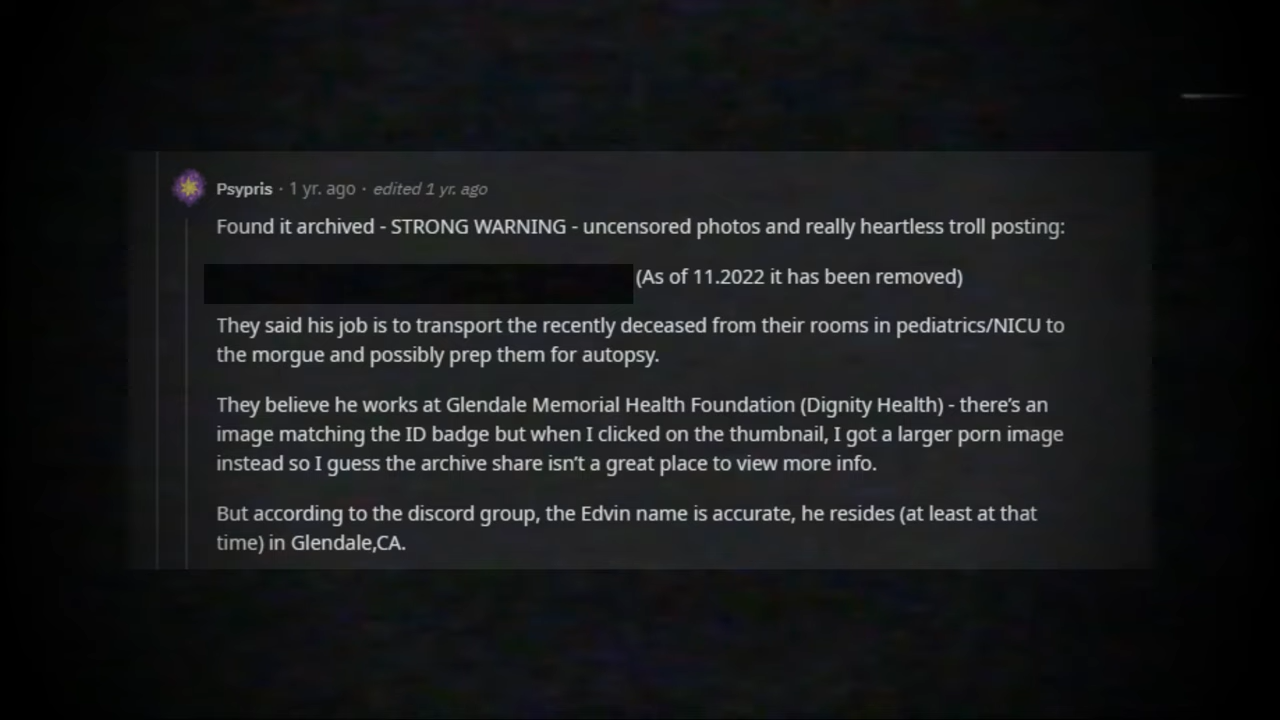 Psypris · 1 yr. ago · edited 1 yr. ago
Found it archived - STRONG WARNING - uncensored photos and really heartless troll posting:
(As of 11.2022 it has been removed)
They said his job is to transport the recently deceased from their rooms in pediatrics/NICU to
the morgue and possibly prep them for autopsy.
They believe he works at Glendale Memorial Health Foundation (Dignity Health) - there's an
image matching the ID badge but when I clicked on the thumbnail, I got a larger porn image
instead so I guess the archive share isn't a great place to view more info.
But according to the discord group, the Edvin name is accurate, he resides (at least at that
time) in Glendale,CA.